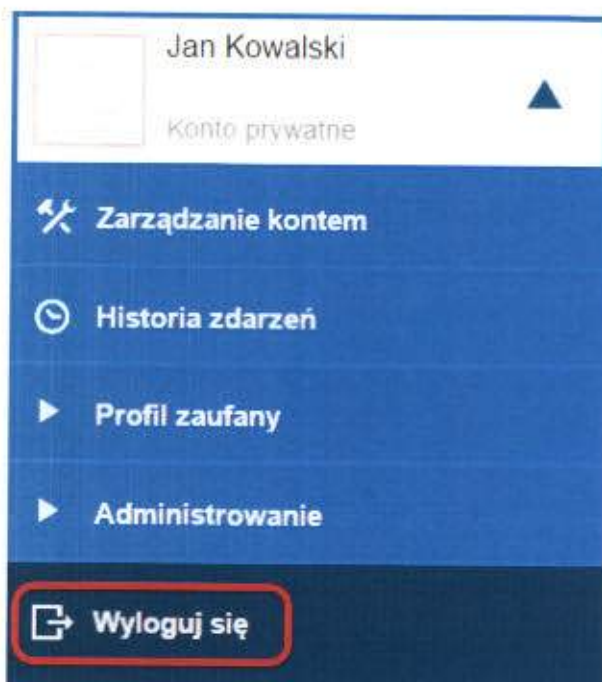 Jan Kowalski
Konto prywatne
Zarządzanie kontem
Historia zdarzeń
Profil zaufany
Administrowanie
Wyloguj się